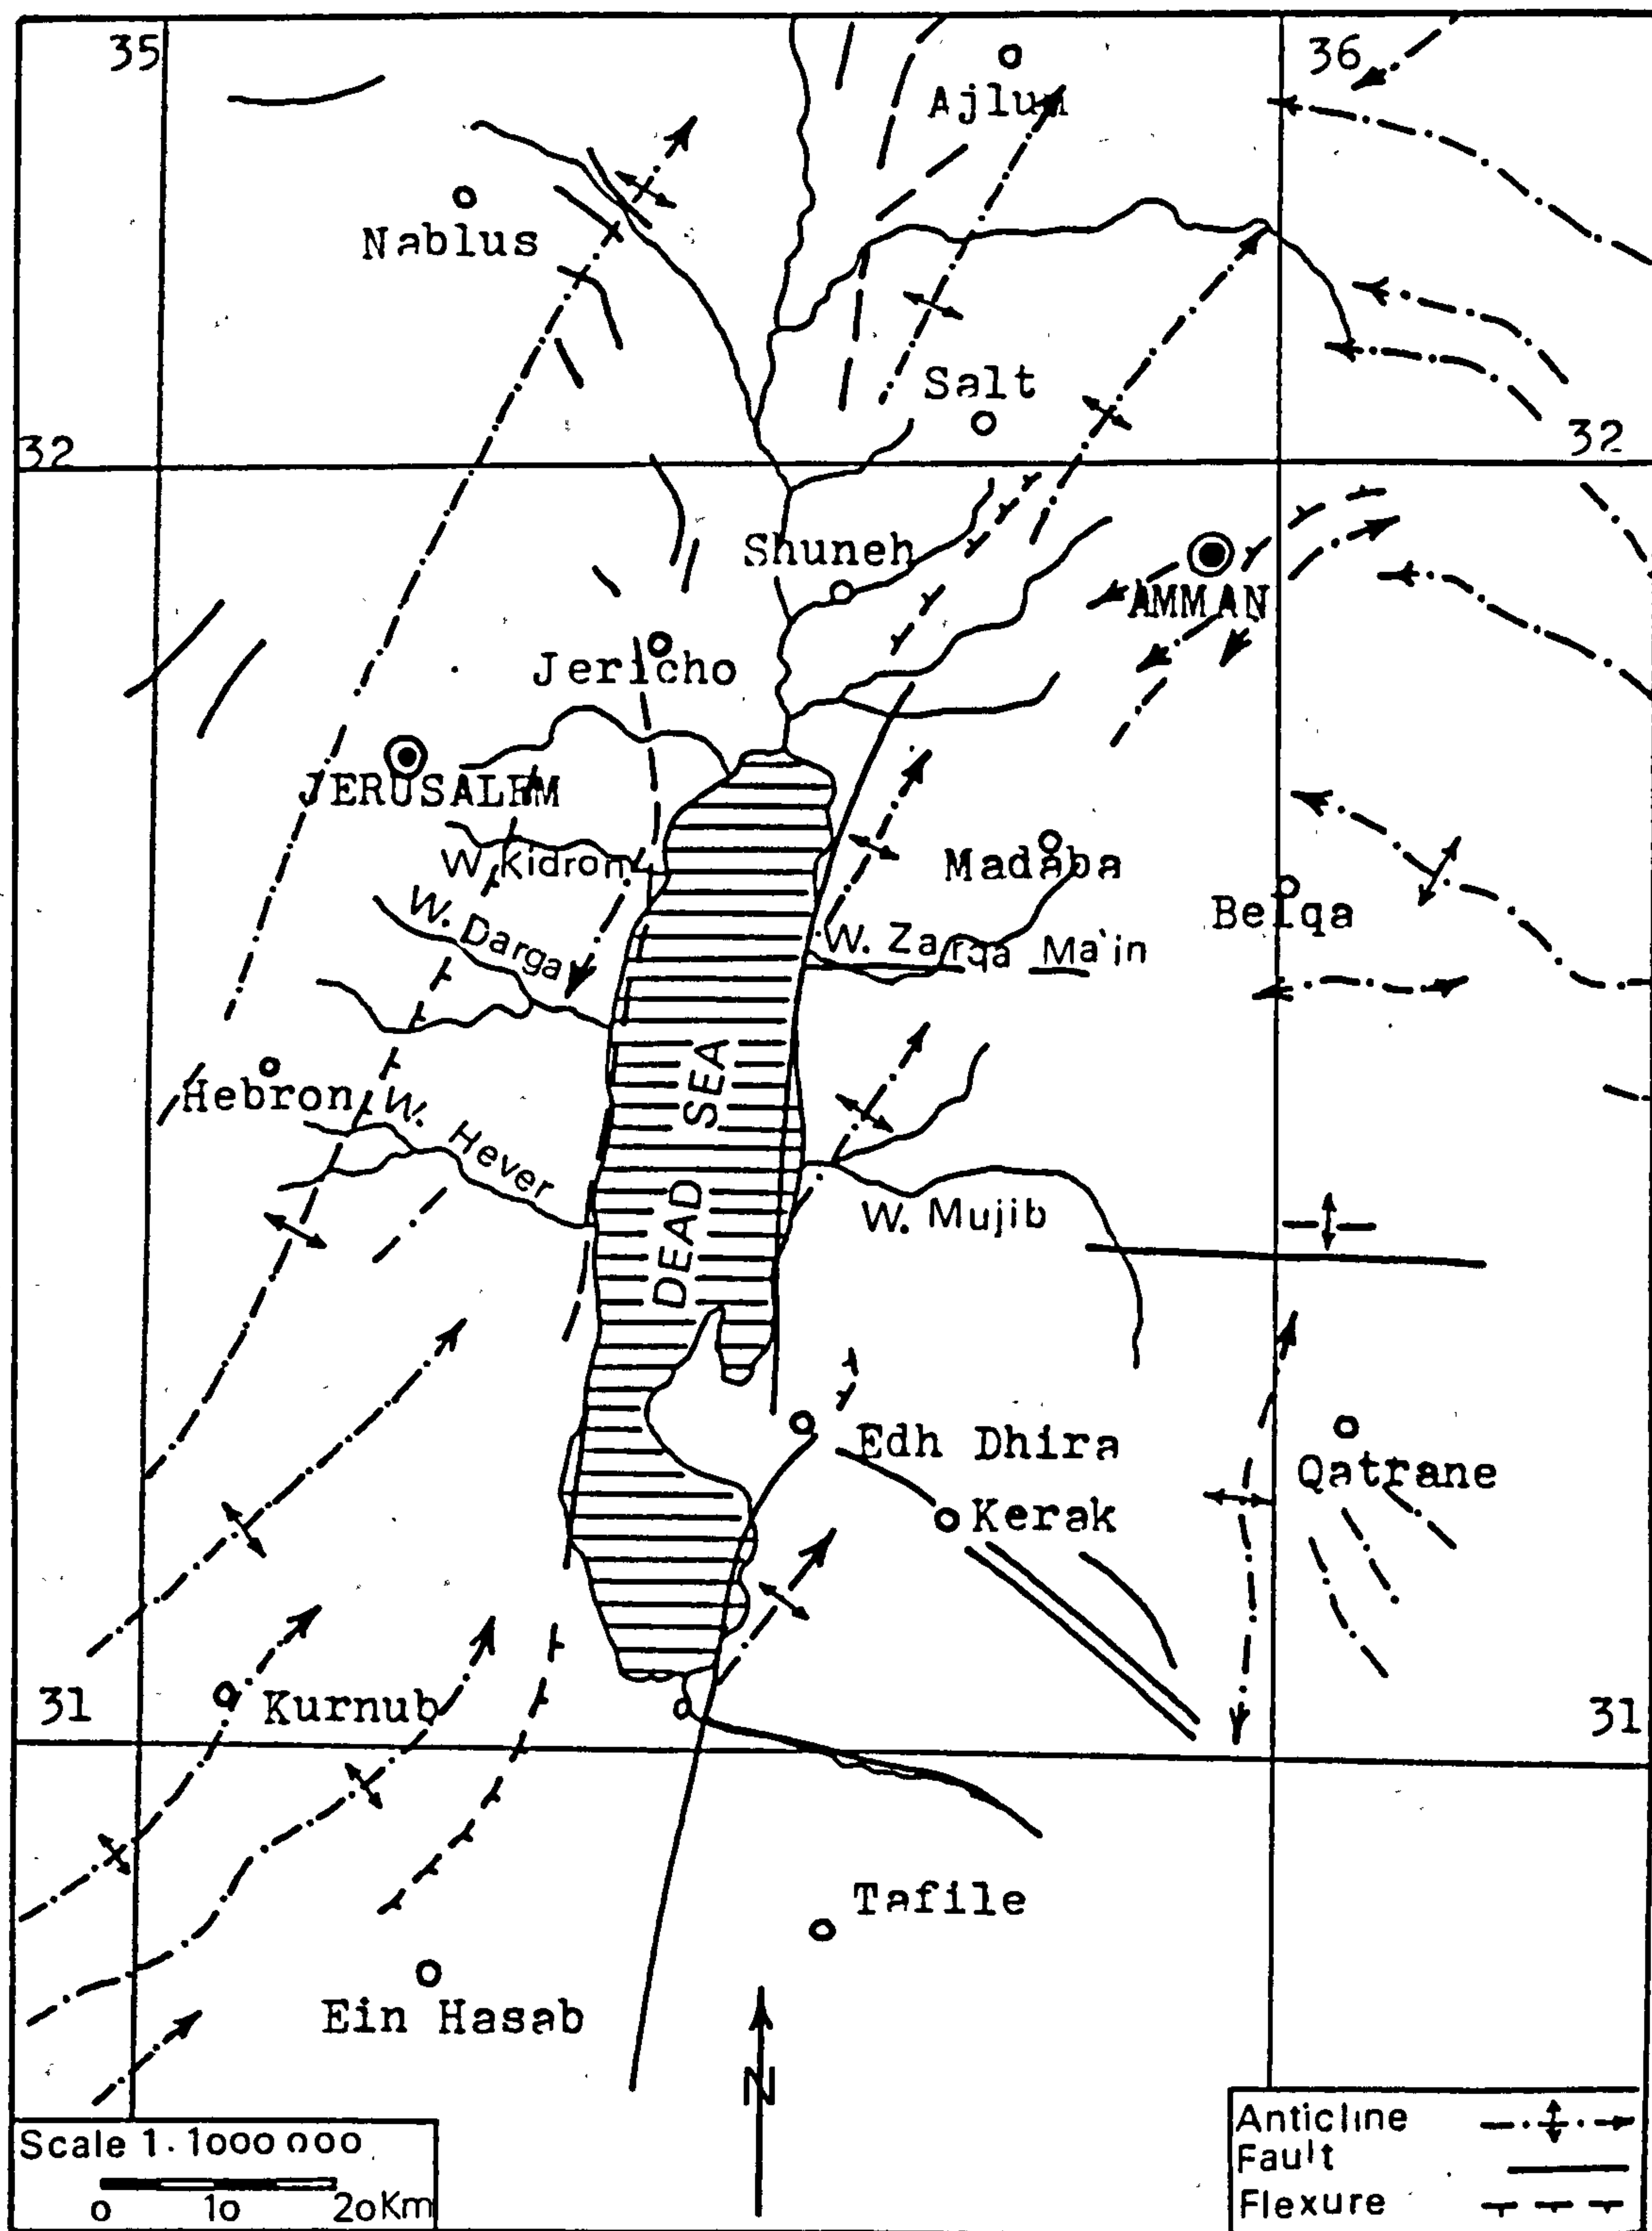 35
36
Ajlun
Nablus
Salt
32
32
Shuneh
AMMAN
Jericho
JERUSALEM
W. Kidron
Madaba
Belqa
W. Darga
W. Zarqa Ma'in
SEA
Hebron
W. Hever
DEAD
W. Mujib
Edh Dhira
Qatrane
Kerak
31
Kurnub
31
Tafile
Ein Hasab
N
Scale 1.1000 000
0 10 20Km
Anticline
Fault
Flexure